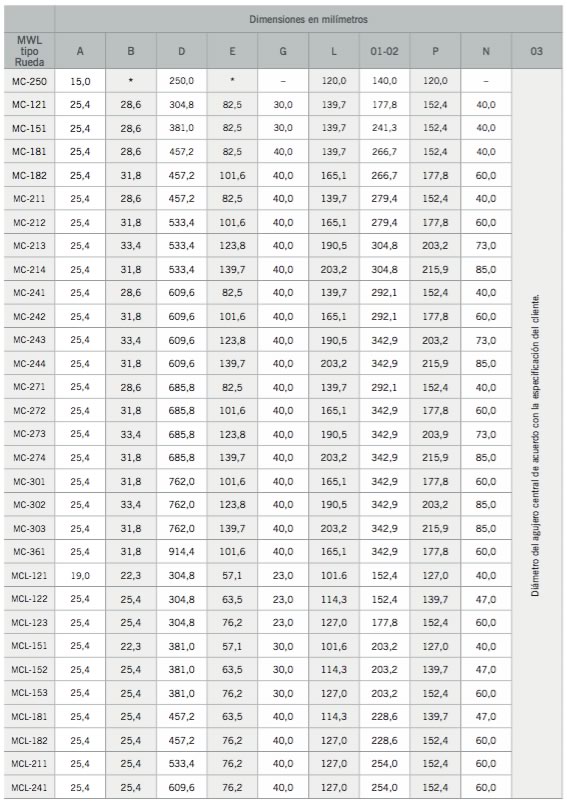 Dimensiones en milímetros
MWL tipo Rueda A B D E G L 01-02 P N 03
MC-250 15,0 * 250,0 * – 120,0 140,0 120,0 –
MC-121 25,4 28,6 304,8 82,5 30,0 139,7 177,8 152,4 40,0
MC-151 25,4 28,6 381,0 82,5 30,0 139,7 241,3 152,4 40,0
MC-181 25,4 28,6 457,2 82,5 40,0 139,7 266,7 152,4 40,0
MC-182 25,4 31,8 457,2 101,6 40,0 165,1 266,7 177,8 60,0
MC-211 25,4 28,6 457,2 82,5 40,0 139,7 279,4 152,4 40,0
MC-212 25,4 31,8 533,4 101,6 40,0 165,1 279,4 177,8 60,0
MC-213 25,4 33,4 533,4 123,8 40,0 190,5 304,8 203,2 73,0
MC-214 25,4 31,8 533,4 139,7 40,0 203,2 304,8 215,9 85,0
MC-241 25,4 28,6 609,6 82,5 40,0 139,7 292,1 152,4 40,0
MC-242 25,4 31,8 609,6 101,6 40,0 165,1 292,1 177,8 60,0
MC-243 25,4 33,4 609,6 123,8 40,0 190,5 342,9 203,2 73,0
MC-244 25,4 31,8 609,6 139,7 40,0 203,2 342,9 215,9 85,0
MC-271 25,4 28,6 685,8 82,5 40,0 139,7 292,1 152,4 40,0
MC-272 25,4 31,8 685,8 101,6 40,0 165,1 342,9 177,8 60,0
MC-273 25,4 33,4 685,8 123,8 40,0 190,5 342,9 203,9 73,0
MC-274 25,4 31,8 685,8 139,7 40,0 203,2 342,9 215,9 85,0
MC-301 25,4 31,8 762,0 101,6 40,0 165,1 342,9 177,8 60,0
MC-302 25,4 33,4 762,0 123,8 40,0 190,5 342,9 203,2 85,0
MC-303 25,4 31,8 762,0 139,7 40,0 203,2 342,9 215,9 85,0
MC-361 25,4 31,8 914,4 101,6 40,0 165,1 342,9 177,8 60,0
MCL-121 19,0 22,3 304,8 57,1 23,0 101.6 152,4 127,0 40,0
MCL-122 25,4 25,4 304,8 63,5 23,0 114,3 152,4 139,7 47,0
MCL-123 25,4 25,4 304,8 76,2 23,0 127,0 177,8 152,4 60,0
MCL-151 25,4 22,3 381,0 57,1 30,0 101,6 203,2 127,0 40,0
MCL-152 25,4 25,4 381,0 63,5 30,0 114,3 203,2 139,7 47,0
MCL-153 25,4 25,4 381,0 76,2 30,0 127,0 203,2 152,4 60,0
MCL-181 25,4 25,4 457,2 63,5 40,0 114,3 228,6 139,7 47,0
MCL-182 25,4 25,4 457,2 76,2 40,0 127,0 228,6 152,4 60,0
MCL-211 25,4 25,4 533,4 76,2 40,0 127,0 254,0 152,4 60,0
MCL-241 25,4 25,4 609,6 76,2 40,0 127,0 254,0 152,4 60,0
Diámetro del agujero central de acuerdo con la especificación del cliente.